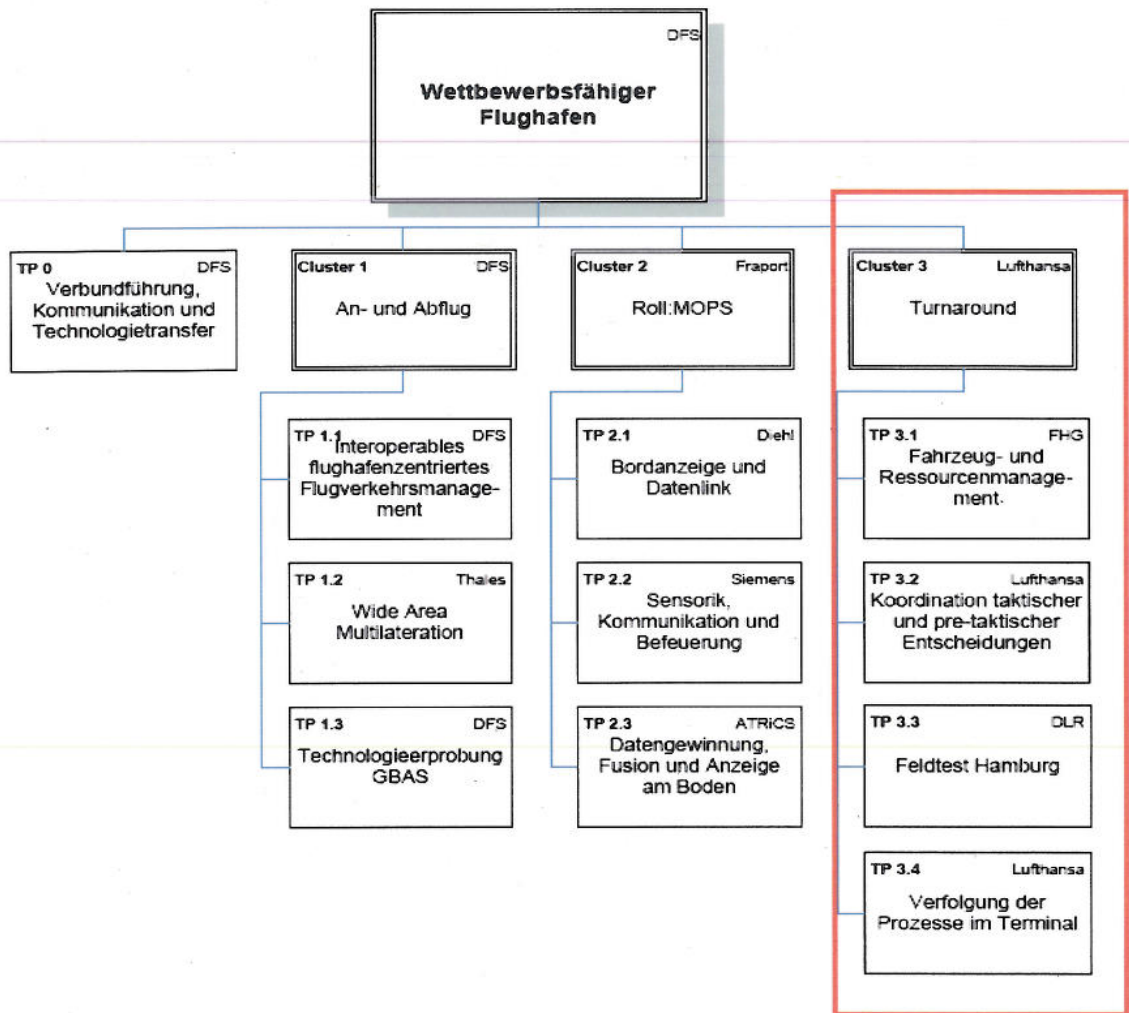 DFS
Wettbewerbsfähiger
Flughafen
TP 0 DFS
Verbundführung,
Kommunikation und
Technologietransfer
Cluster 1 DFS
An- und Abflug
Cluster 2 Fraport
Roll:MOPS
Cluster 3 Lufthansa
Turnaround
TP 1.1 DFS
Interoperables
flughafenzentriertes
Flugverkehrsmanage-
ment
TP 2.1 Diehl
Bordanzeige und
Datenlink
TP 3.1 FHG
Fahrzeug- und
Ressourcenmanage-
ment
TP 1.2 Thales
Wide Area
Multilateration
TP 2.2 Siemens
Sensorik,
Kommunikation und
Befeuerung
TP 3.2 Lufthansa
Koordination taktischer
und pre-taktischer
Entscheidungen
TP 1.3 DFS
Technologieerprobung
GBAS
TP 2.3 ATRiCS
Datengewinnung,
Fusion und Anzeige
am Boden
TP 3.3 DLR
Feldtest Hamburg
TP 3.4 Lufthansa
Verfolgung der
Prozesse im Terminal